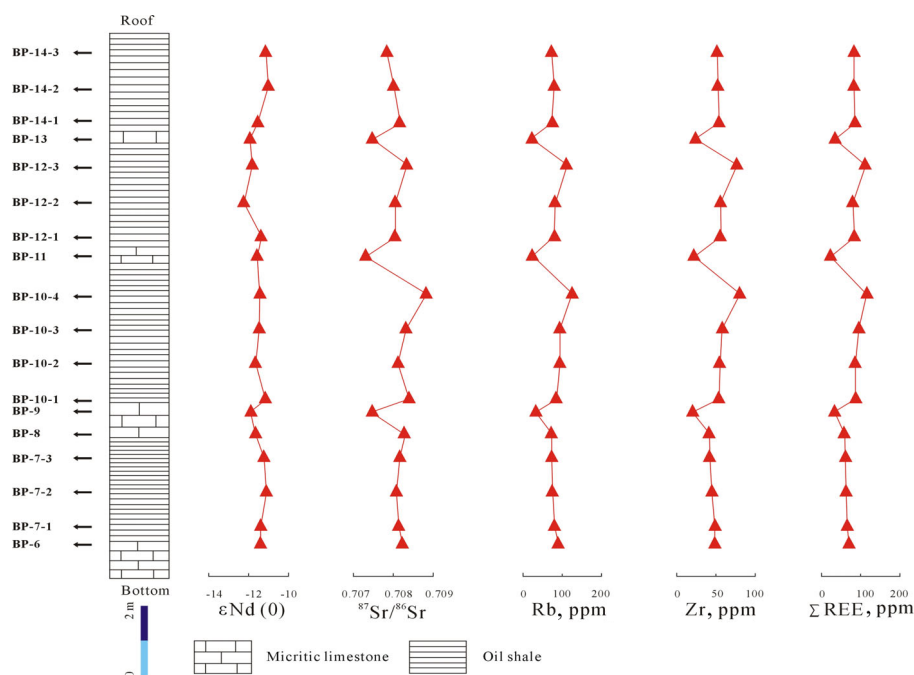 Roof
BP-14-3
BP-14-2
BP-14-1
BP-13
BP-12-3
BP-12-2
BP-12-1
BP-11
BP-10-4
BP-10-3
BP-10-2
BP-10-1
BP-9
BP-8
BP-7-3
BP-7-2
BP-7-1
BP-6
Bottom
-14 -12 -10
εNd (0)
0.707 0.708 0.709
⁸⁷Sr/⁸⁶Sr
0 100 200
Rb, ppm
0 50 100
Zr, ppm
0 100 200
∑REE, ppm
2 m
Micritic limestone
Oil shale